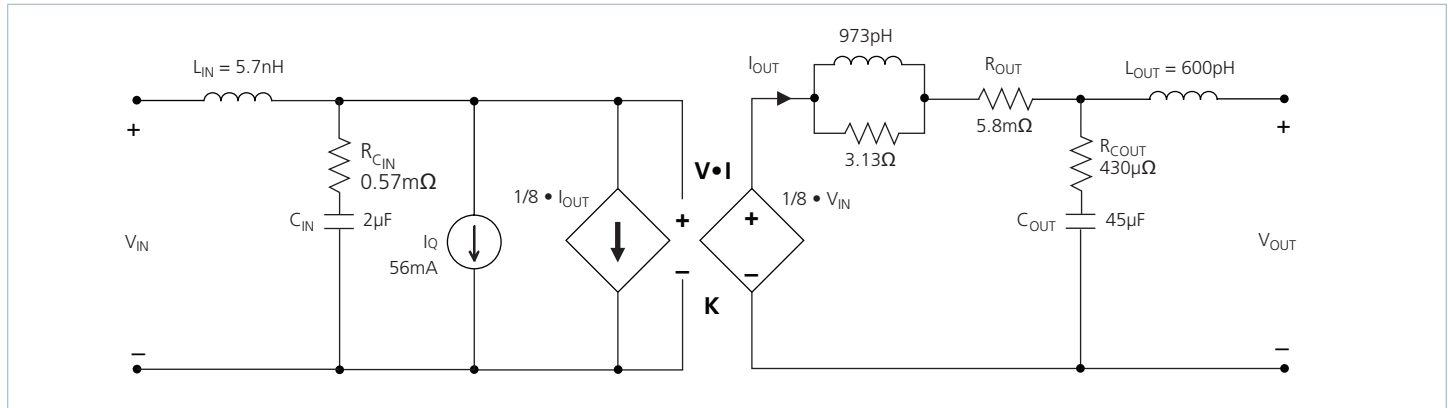 L_IN = 5.7nH
+
V_IN
−
R_C_IN
0.57mΩ
C_IN 2µF
I_Q
56mA
1/8 • I_OUT
V•I
+
−
K
+
−
1/8 • V_IN
I_OUT
973pH
3.13Ω
R_OUT
5.8mΩ
R_COUT
430µΩ
C_OUT 45µF
L_OUT = 600pH
+
V_OUT
−